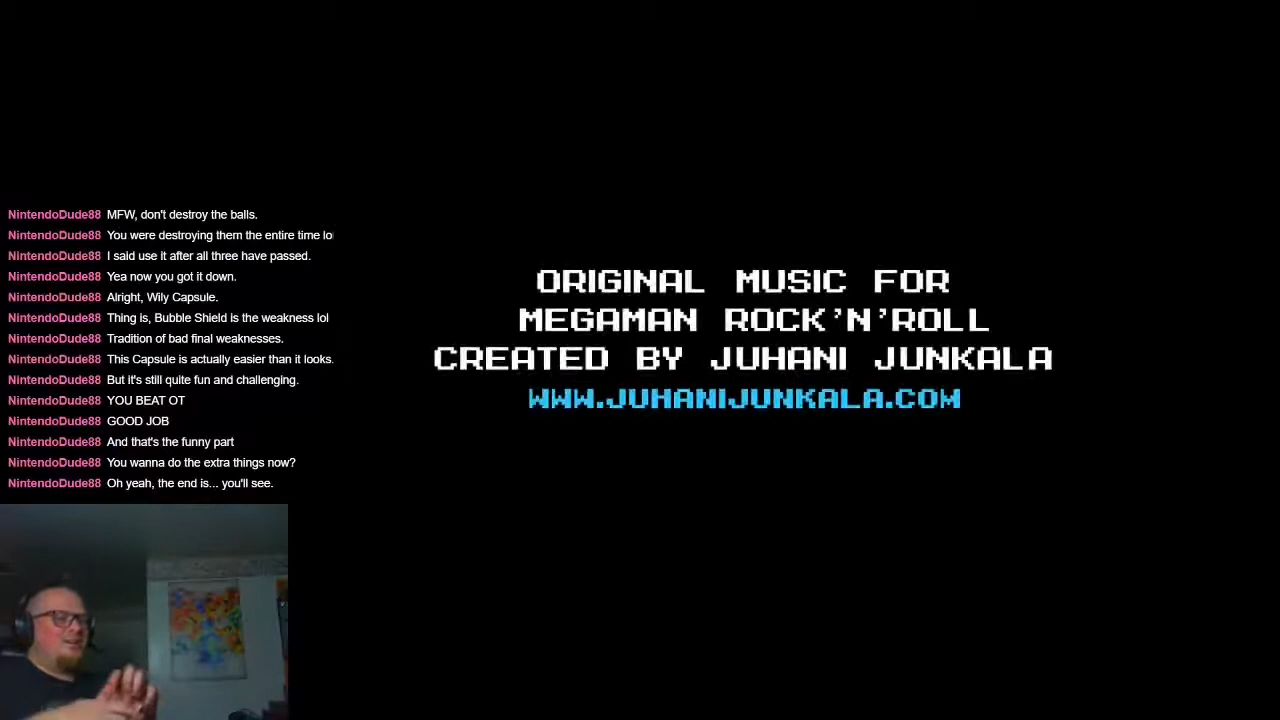 NintendoDude88 MFW, don't destroy the balls.
NintendoDude88 You were destroying them the entire time lo
NintendoDude88 I said use it after all three have passed.
NintendoDude88 Yea now you got it down.
NintendoDude88 Alright, Wily Capsule.
NintendoDude88 Thing is, Bubble Shield is the weakness lol
NintendoDude88 Tradition of bad final weaknesses.
NintendoDude88 This Capsule is actually easier than it looks.
NintendoDude88 But it's still quite fun and challenging.
NintendoDude88 YOU BEAT OT
NintendoDude88 GOOD JOB
NintendoDude88 And that's the funny part
NintendoDude88 You wanna do the extra things now?
NintendoDude88 Oh yeah, the end is... you'll see.
ORIGINAL MUSIC FOR
MEGAMAN ROCK'N'ROLL
CREATED BY JUHANI JUNKALA
WWW.JUHANIJUNKALA.COM